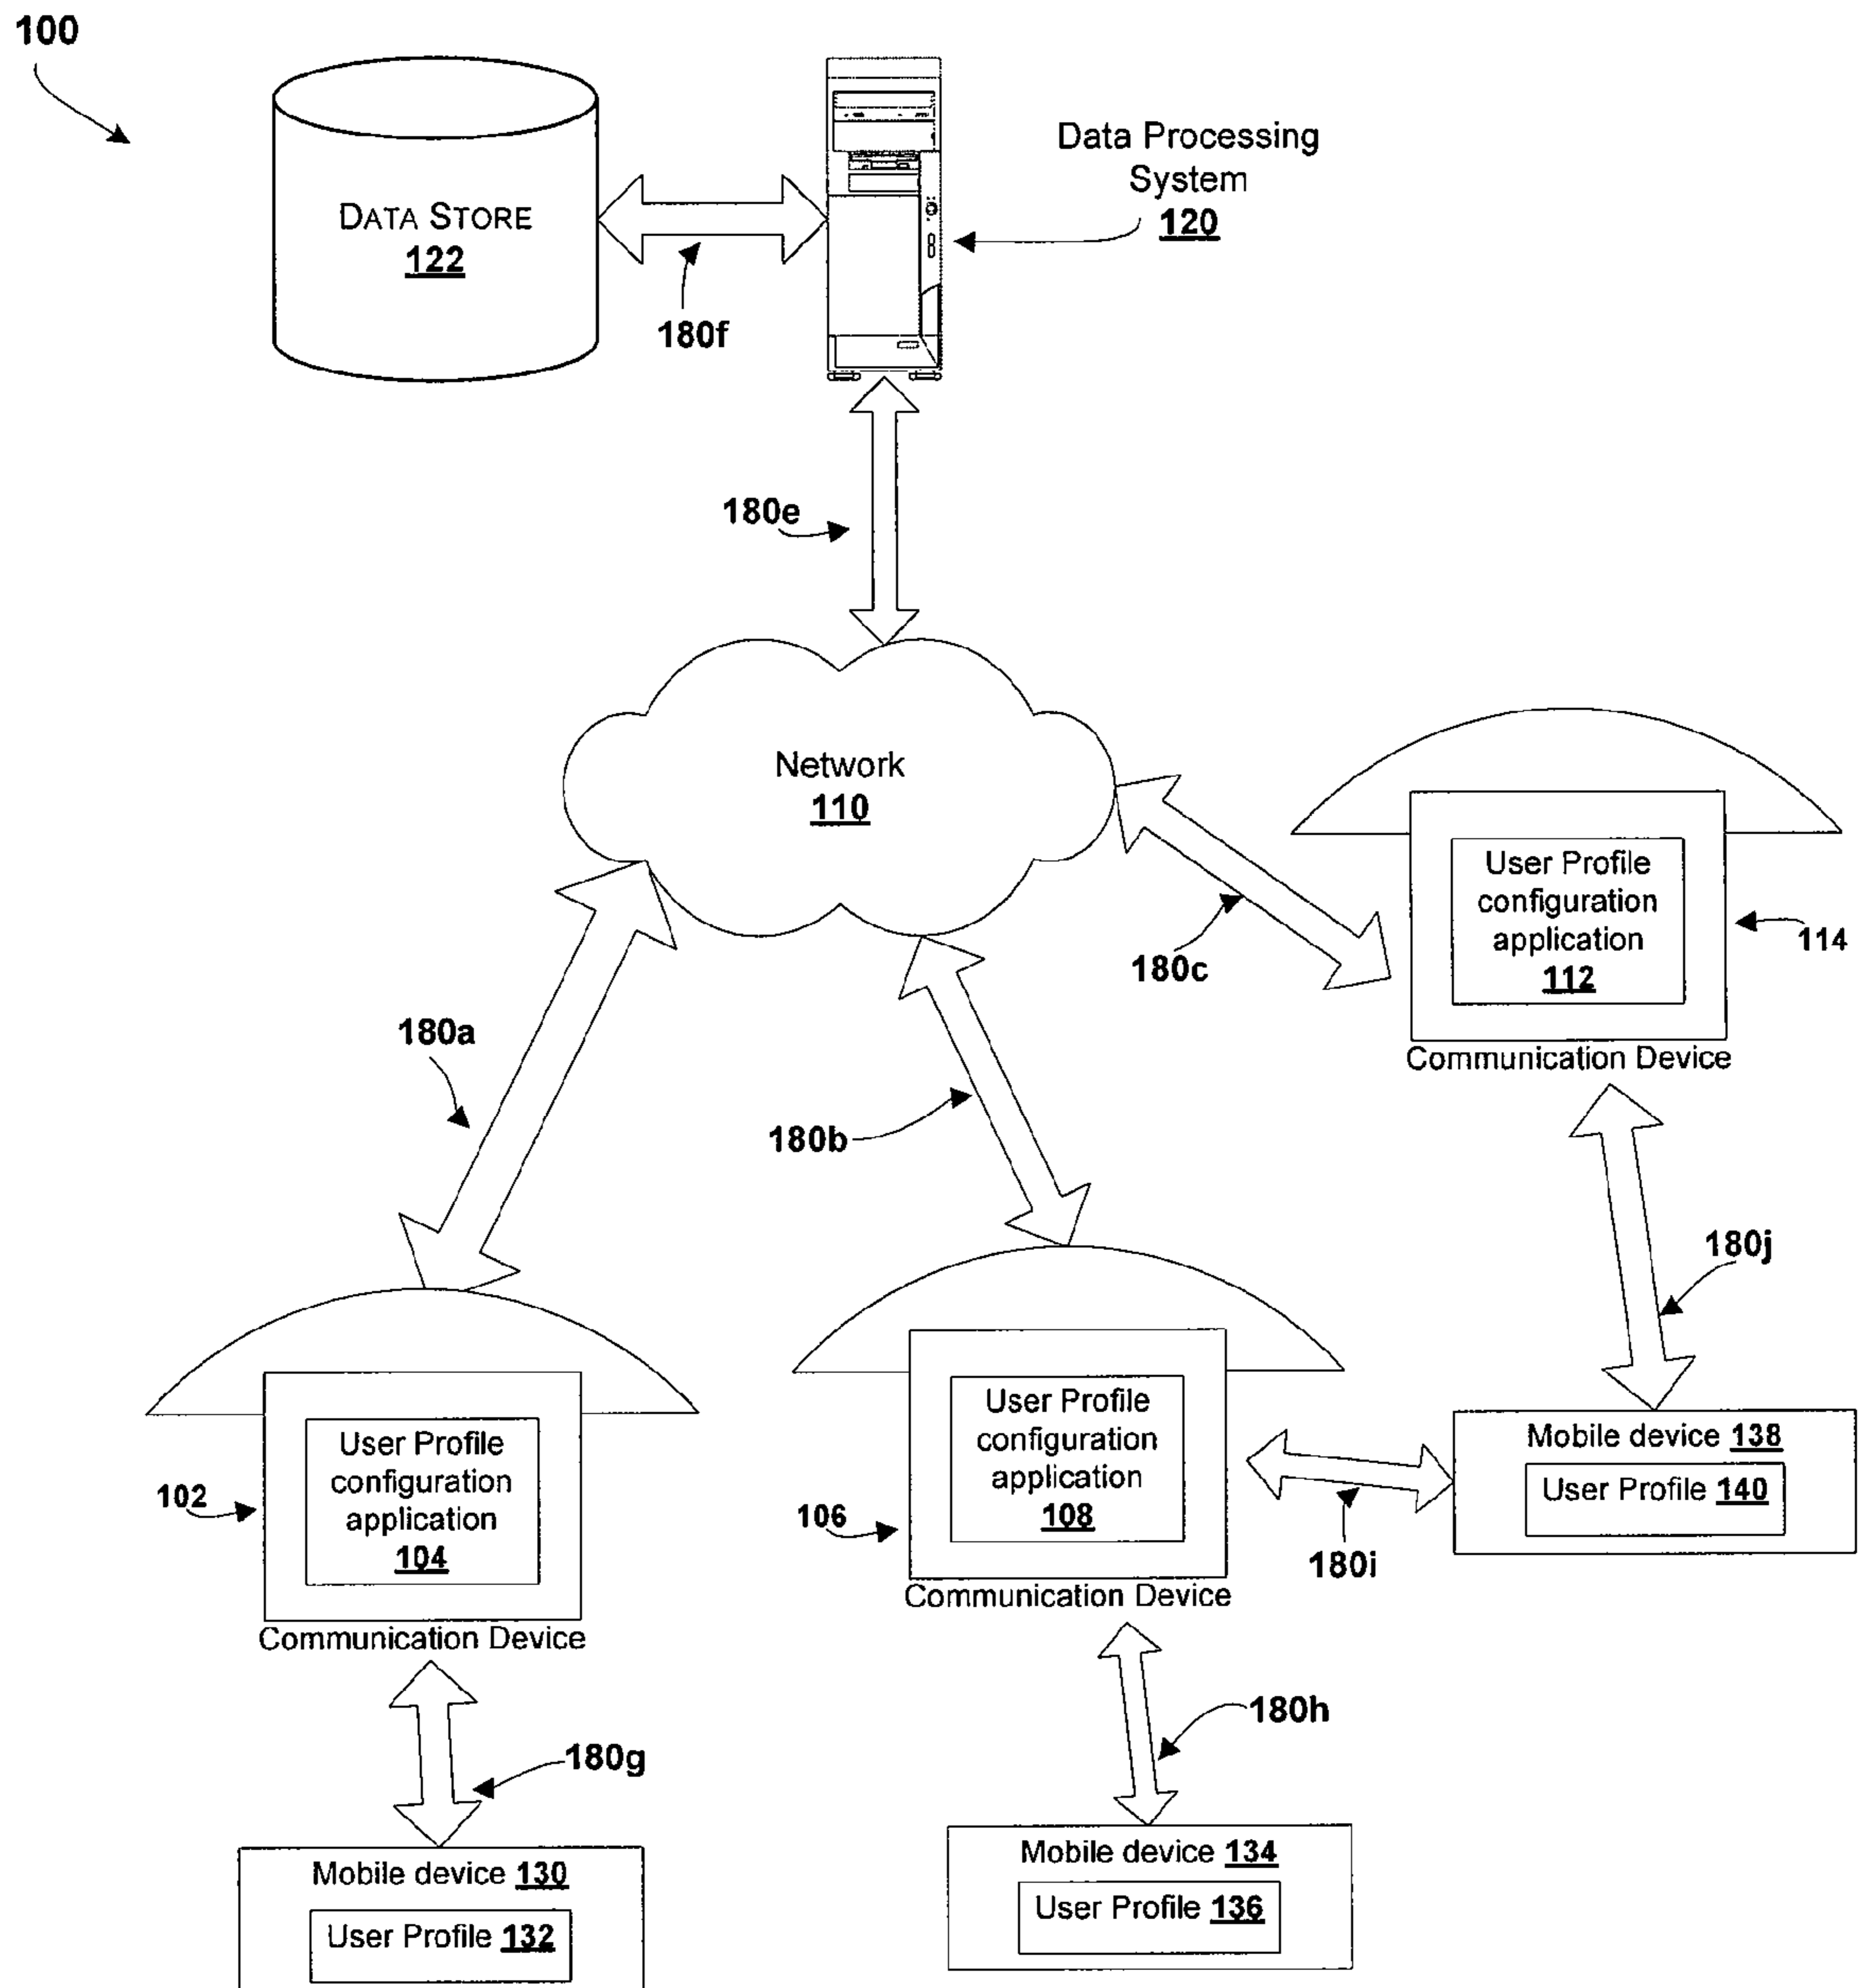 100
Data Processing
System
120
DATA STORE
122
180f
180e
Network
110
User Profile
configuration
application
112
114
Communication Device
180c
180a
180b
180j
User Profile
configuration
application
104
102
Communication Device
User Profile
configuration
application
108
106
Communication Device
180i
Mobile device 138
User Profile 140
180g
180h
Mobile device 130
User Profile 132
Mobile device 134
User Profile 136